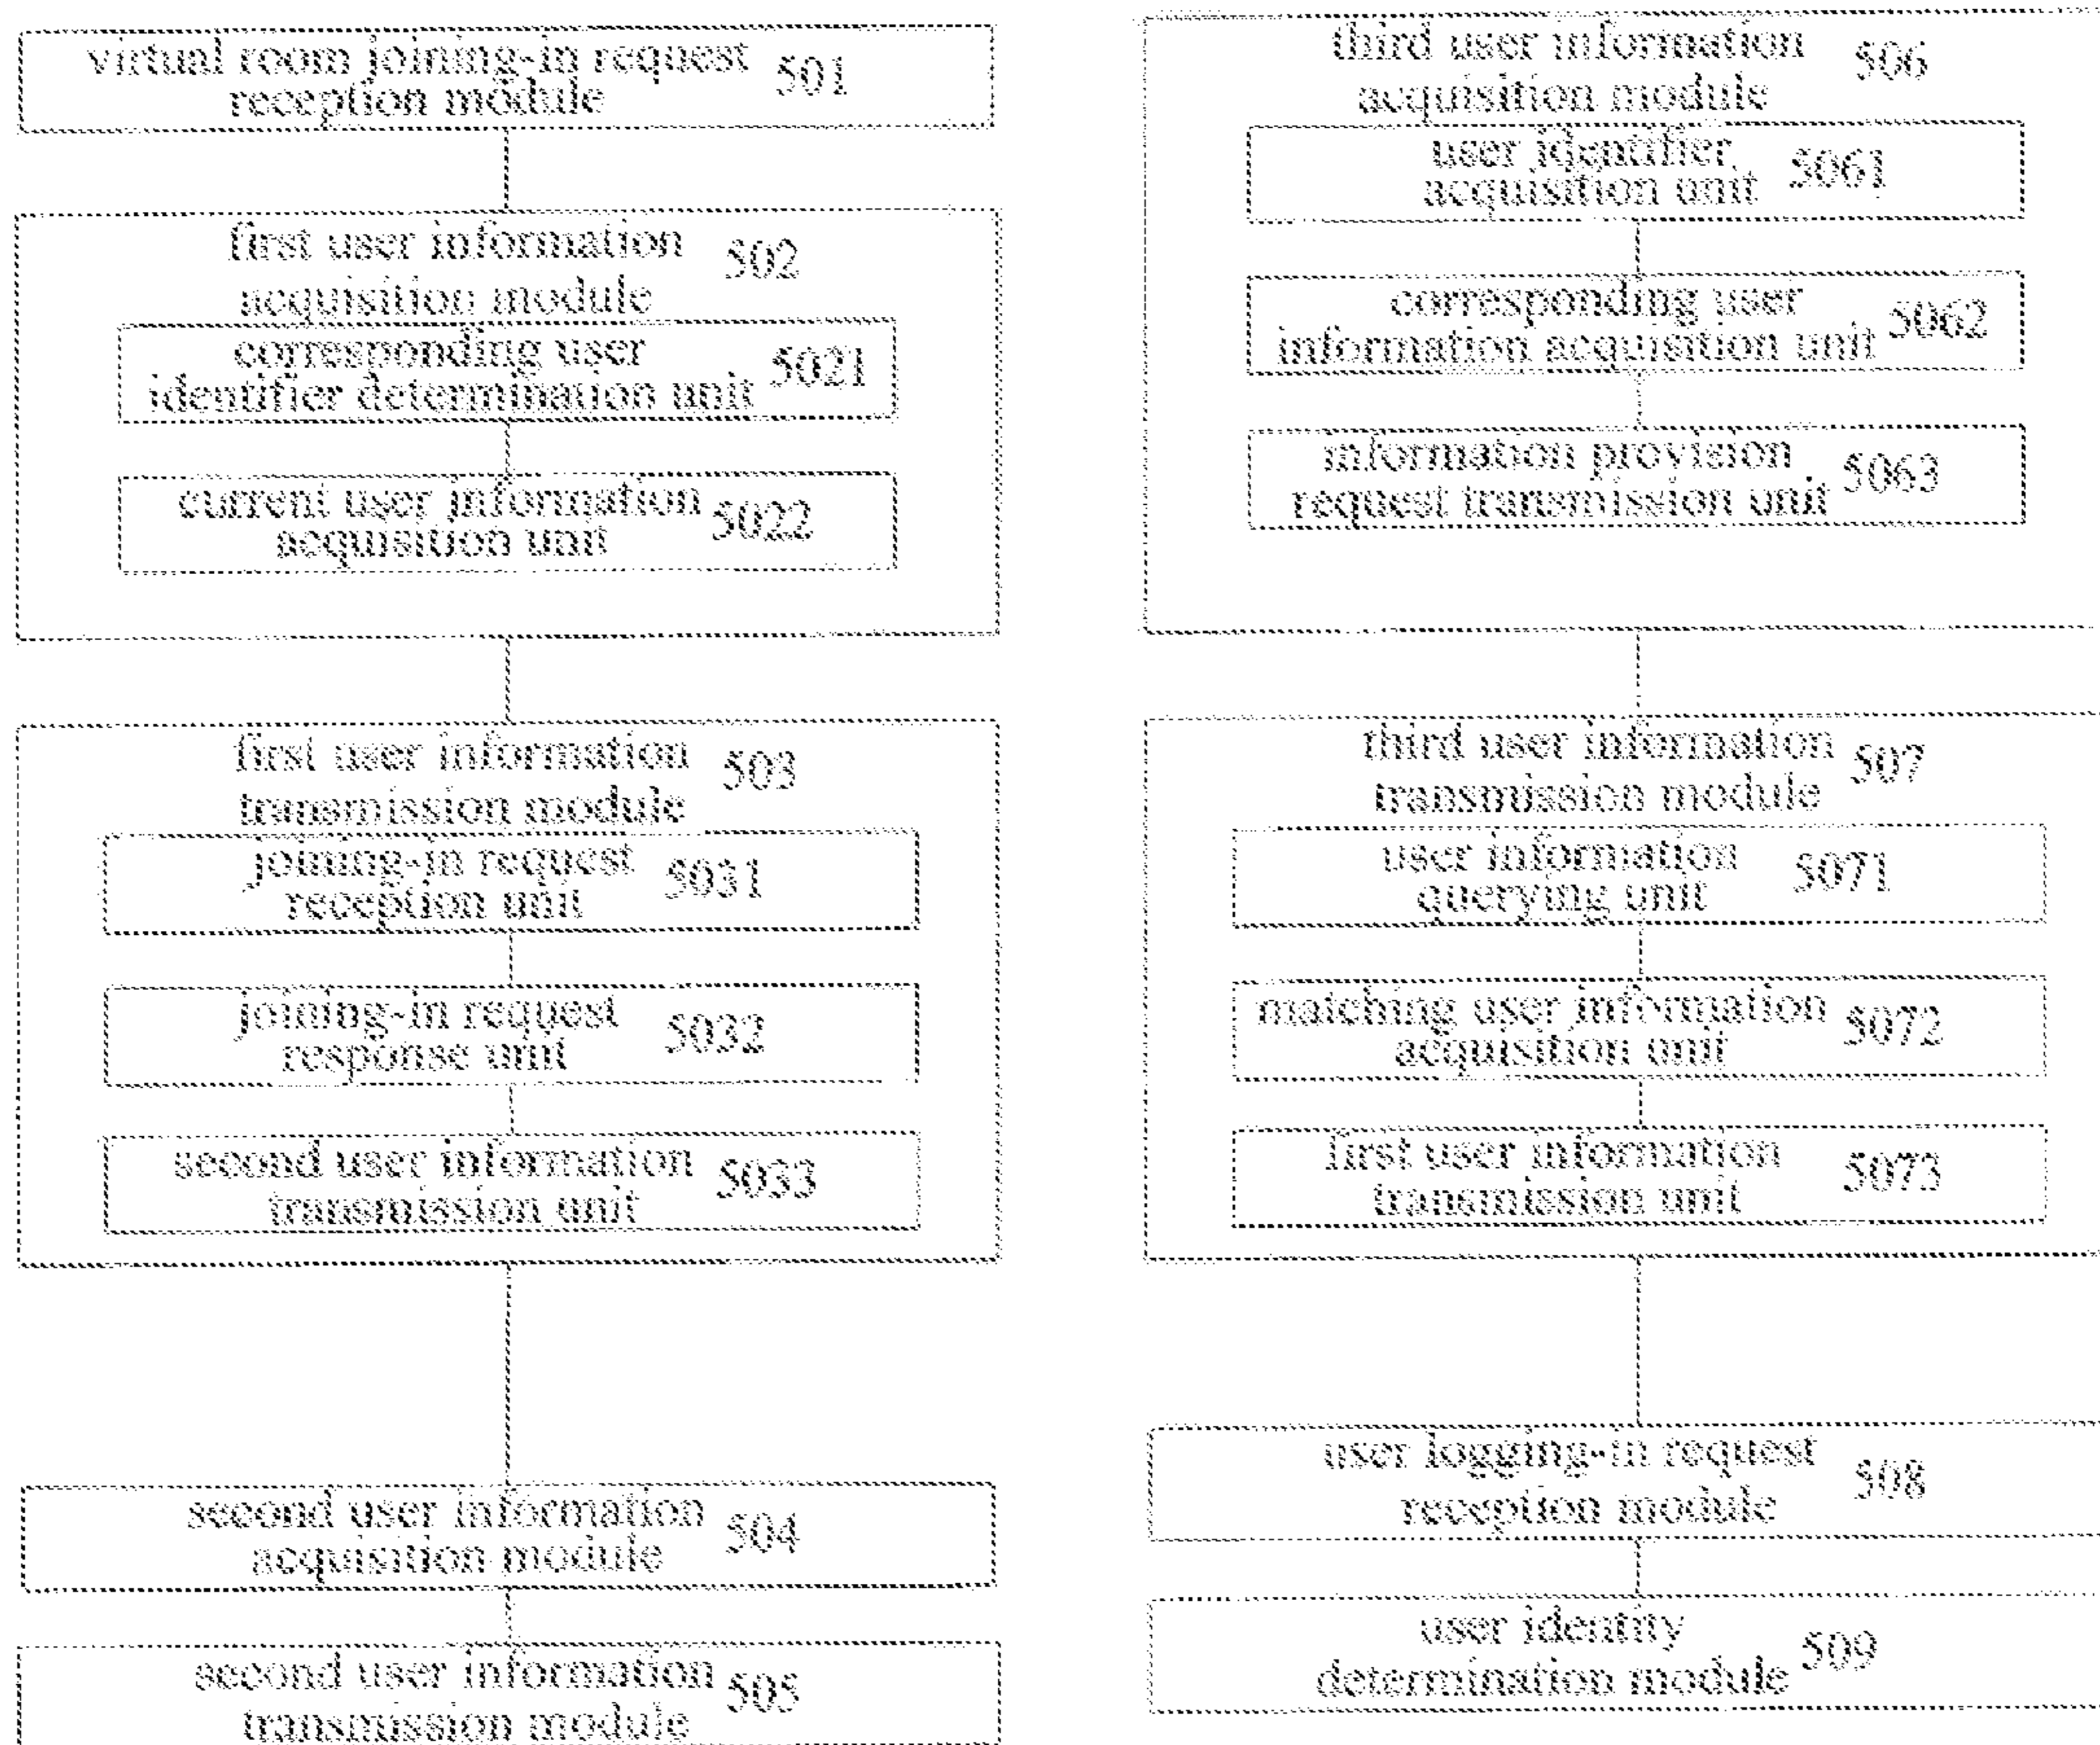 virtual room joining-in request
reception module 501
first user information
acquisition module 502
corresponding user
identifier determination unit 5021
current user information
acquisition unit 5022
first user information
transmission module 503
joining-in request
reception unit 5031
joining-in request
response unit 5032
second user information
transmission unit 5033
second user information
acquisition module 504
second user information
transmission module 505
third user information
acquisition module 506
user identifier
acquisition unit 5061
corresponding user
information acquisition unit 5062
information provision
request transmission unit 5063
third user information
transmission module 507
user information
querying unit 5071
matching user information
acquisition unit 5072
first user information
transmission unit 5073
user logging-in request
reception module 508
user identity
determination module 509